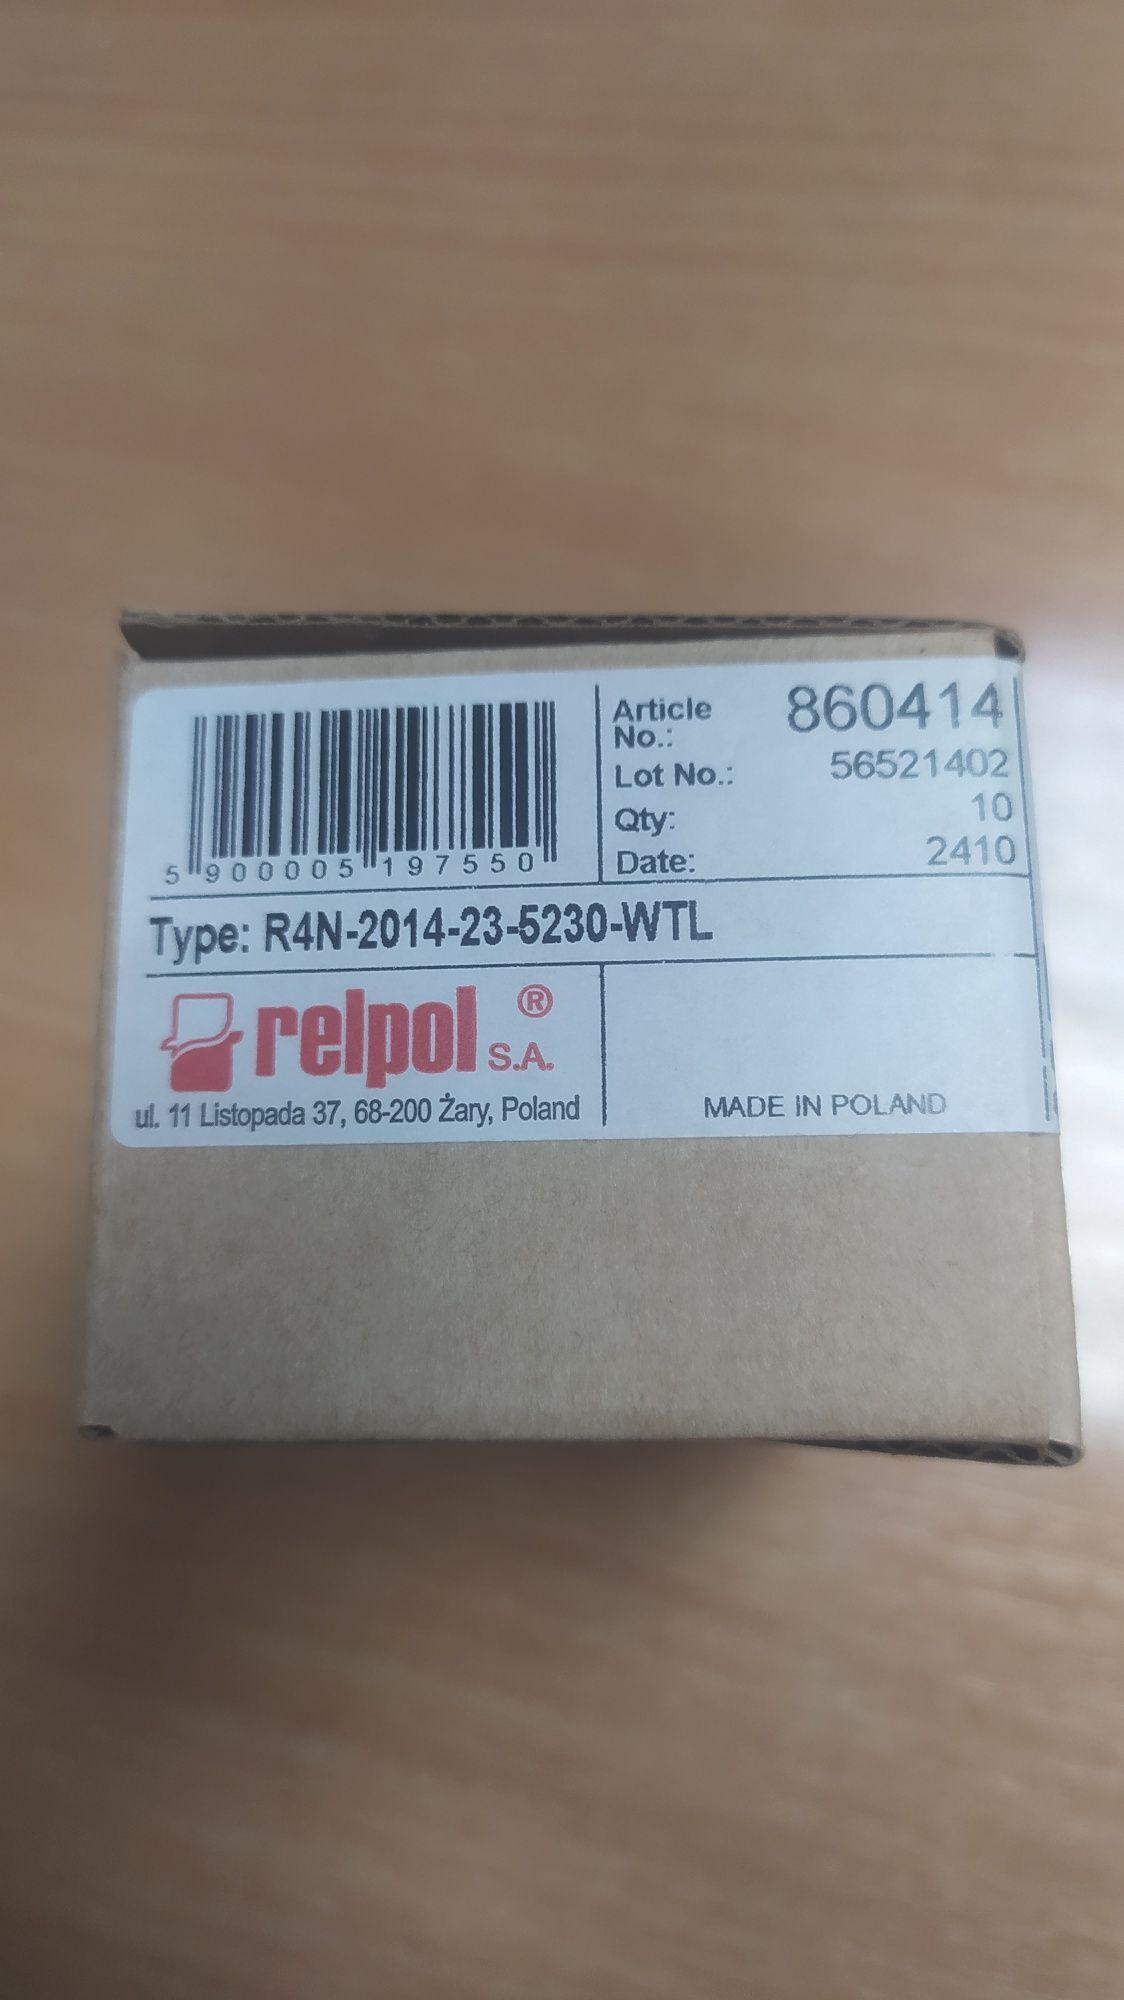 Article No.: 860414
Lot No.: 56521402
Qty: 10
Date: 2410
5 900005 197550
Type: R4N-2014-23-5230-WTL
relpol ® S.A.
ul. 11 Listopada 37, 68-200 Żary, Poland
MADE IN POLAND